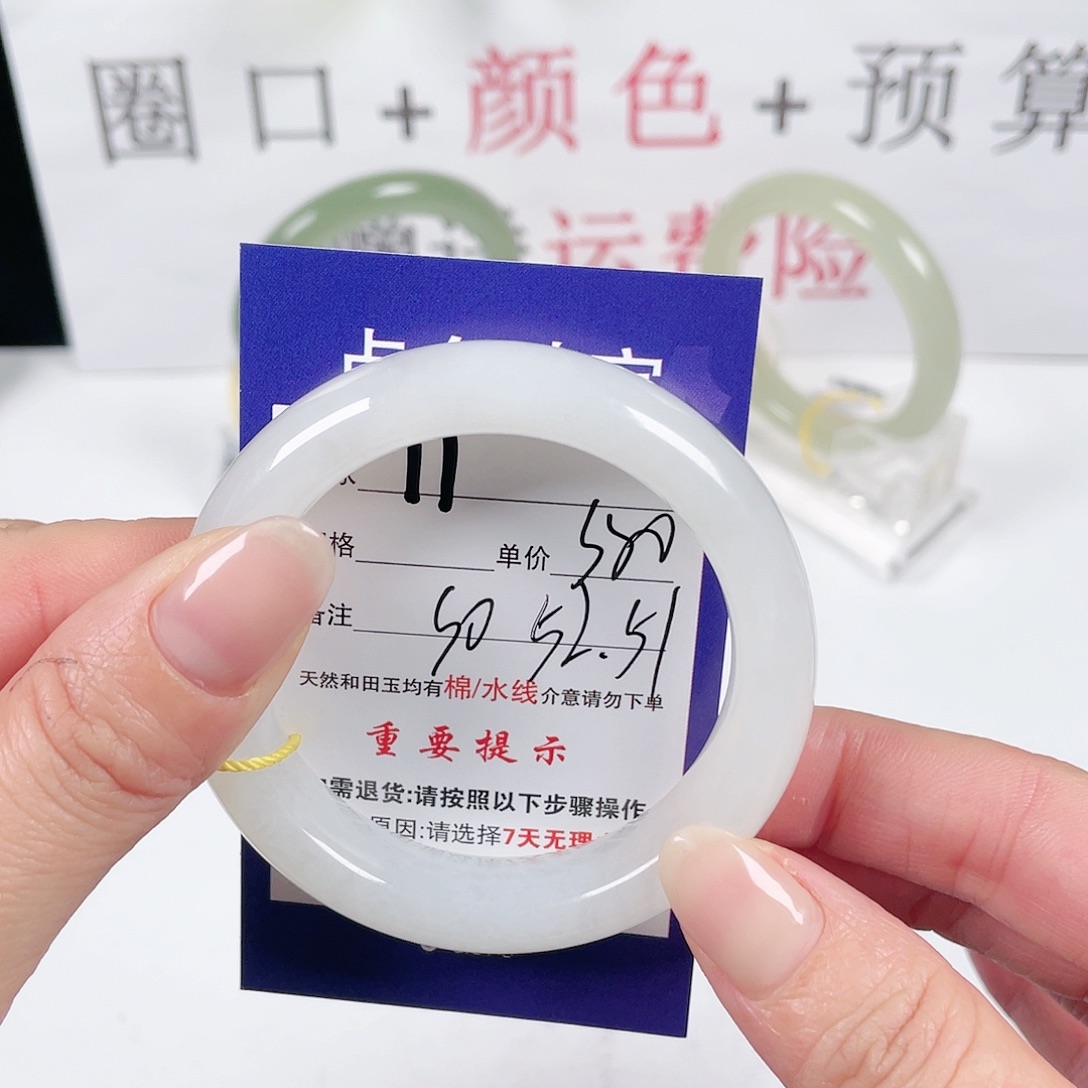 圈口+颜色+预算
运费险
11
格 单价 580
备注 50 52.51
天然和田玉均有棉/水线介意请勿下单
重要提示
需退货:请按照以下步骤操作
原因:请选择7天无理